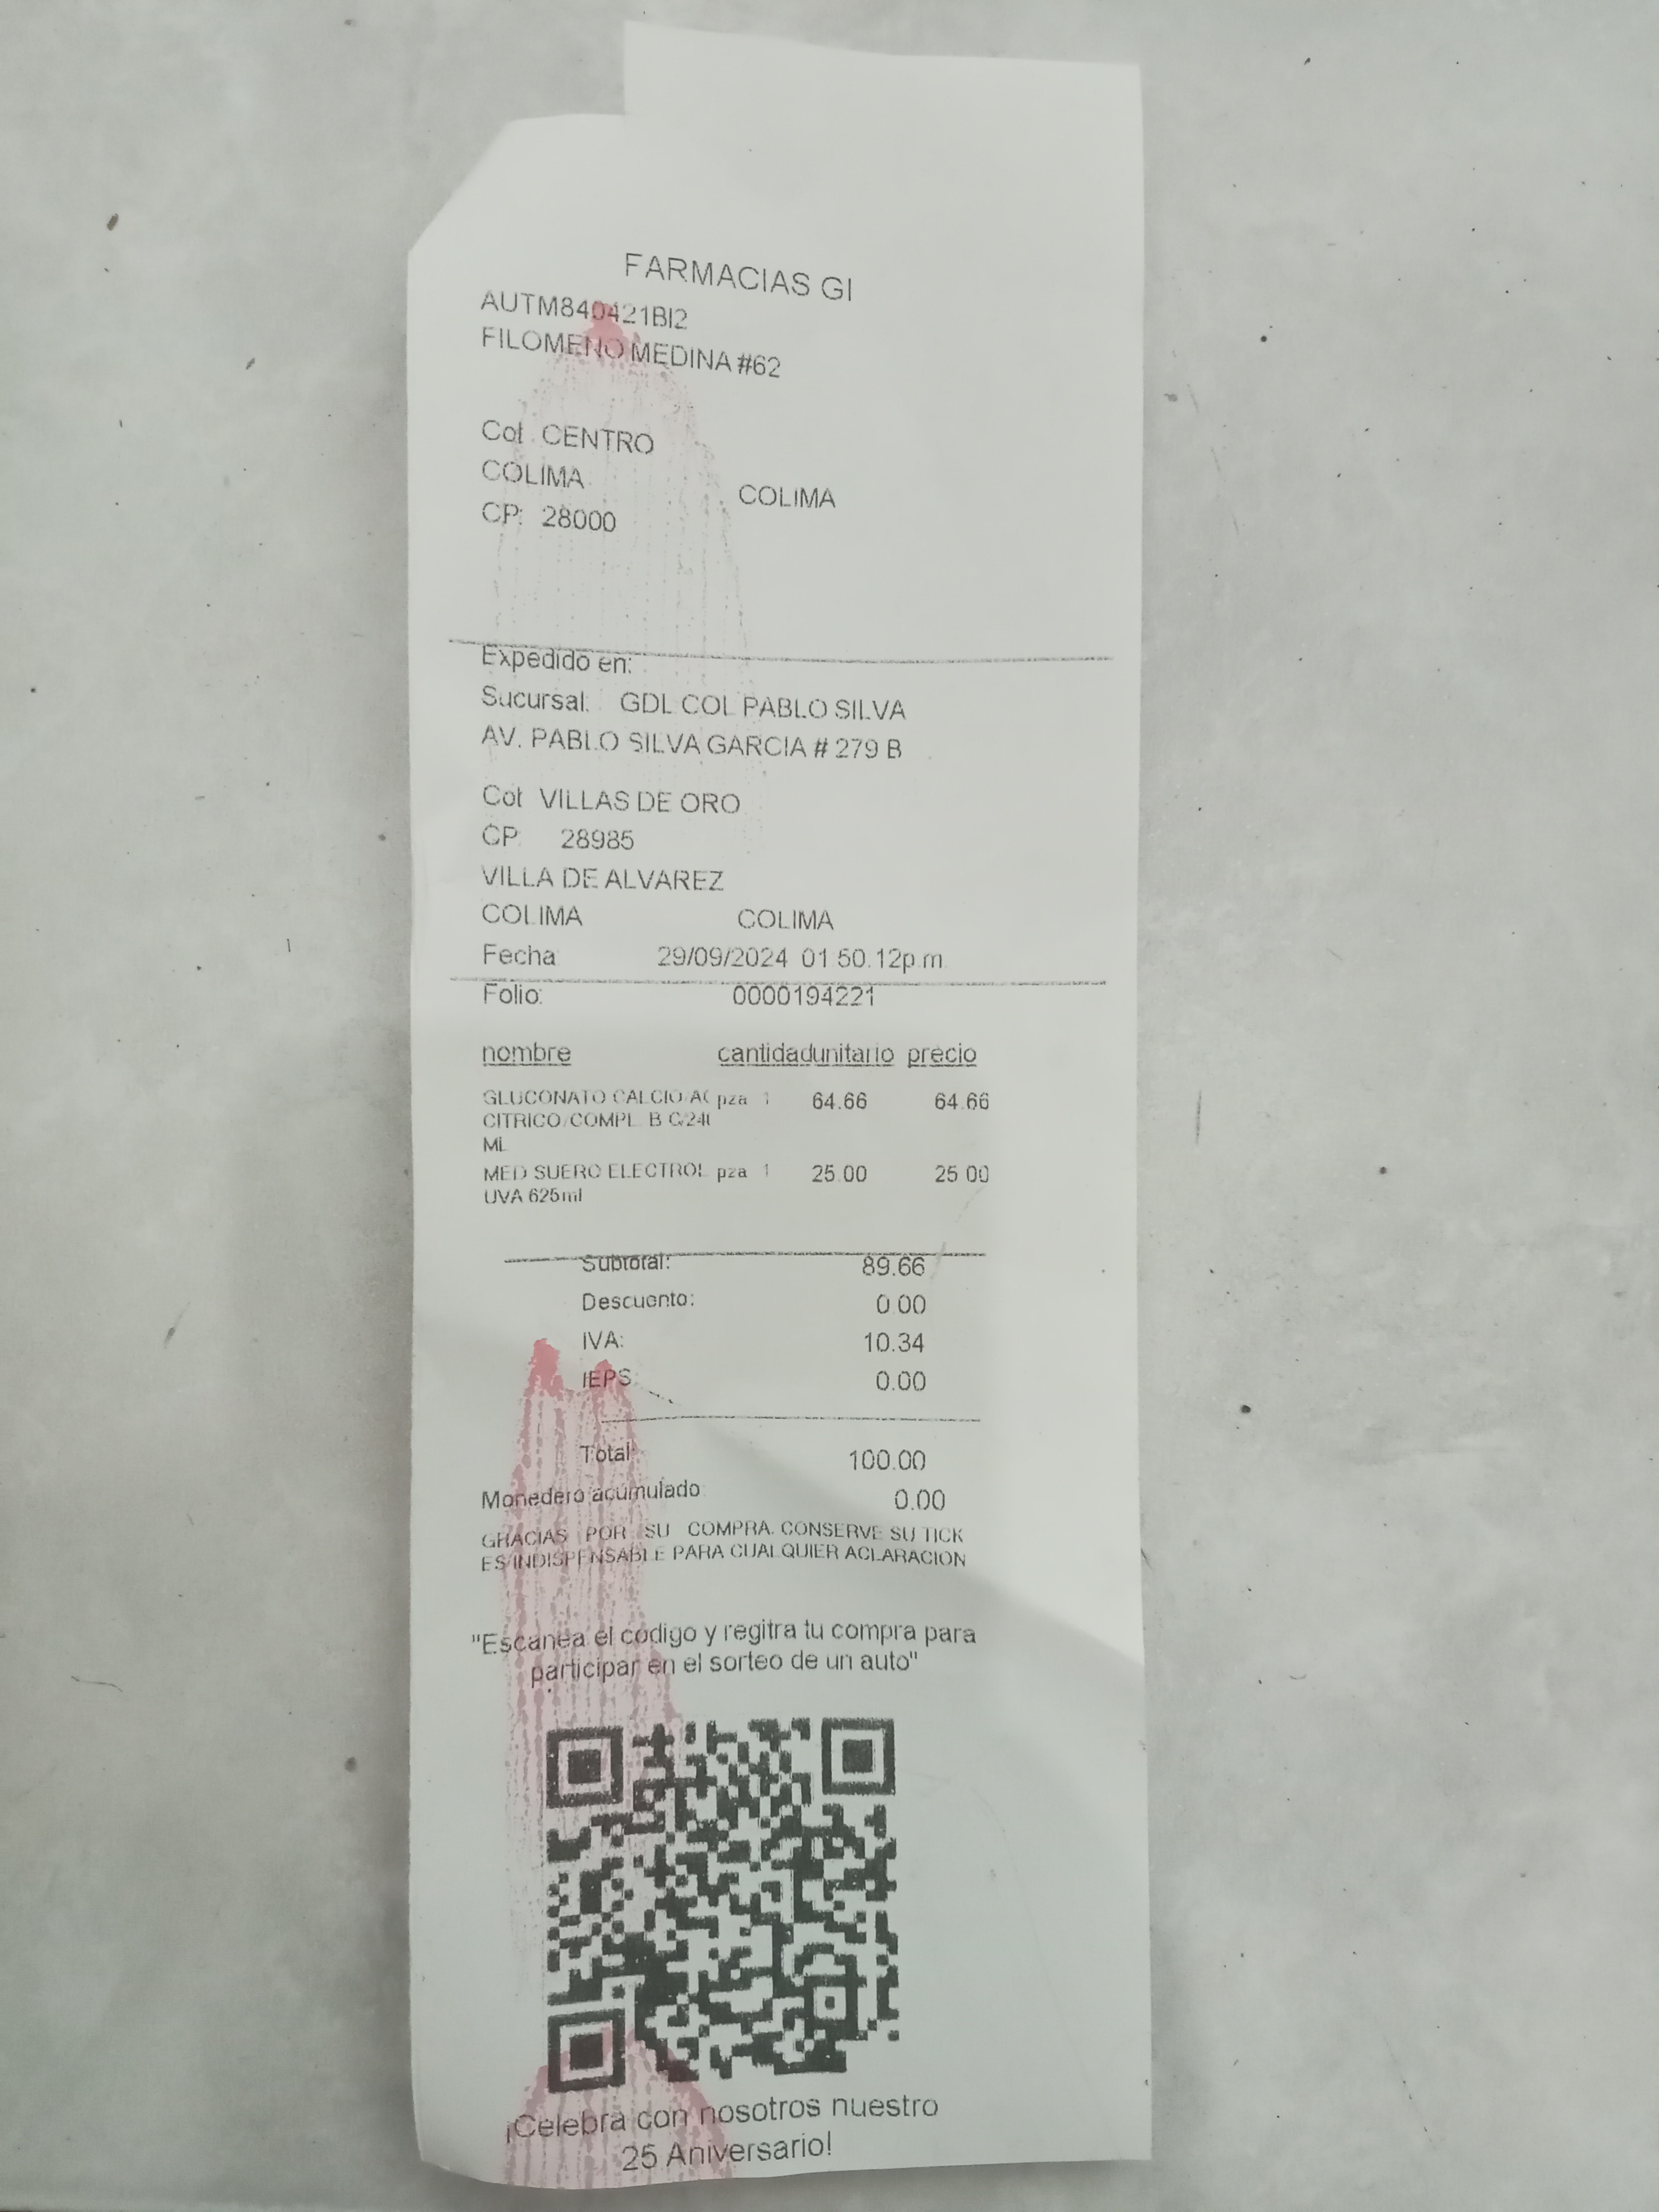 FARMACIAS GI
AUTM840421BI2
FILOMENO MEDINA #62
Col CENTRO
COLIMA COLIMA
CP: 28000
Expedido en:
Sucursal: GDL COL PABLO SILVA
AV. PABLO SILVA GARCIA # 279 B
Col VILLAS DE ORO
CP 28985
VILLA DE ALVAREZ
COLIMA COLIMA
Fecha 29/09/2024 01:50:12p.m.
Folio: 0000194221
nombre cantidad unitario precio
GLUCONATO CALCIO/AC pza 1 64.66 64.66
CITRICO/COMPL B C/240
ML
MED SUERO ELECTROL pza 1 25.00 25.00
UVA 625ml
Subtotal: 89.66
Descuento: 0.00
IVA: 10.34
IEPS: 0.00
Total: 100.00
Monedero acumulado: 0.00
GRACIAS POR SU COMPRA. CONSERVE SU TICK
ES INDISPENSABLE PARA CUALQUIER ACLARACION
"Escanea el código y regitra tu compra para
participar en el sorteo de un auto"
¡Celebra con nosotros nuestro
25 Aniversario!